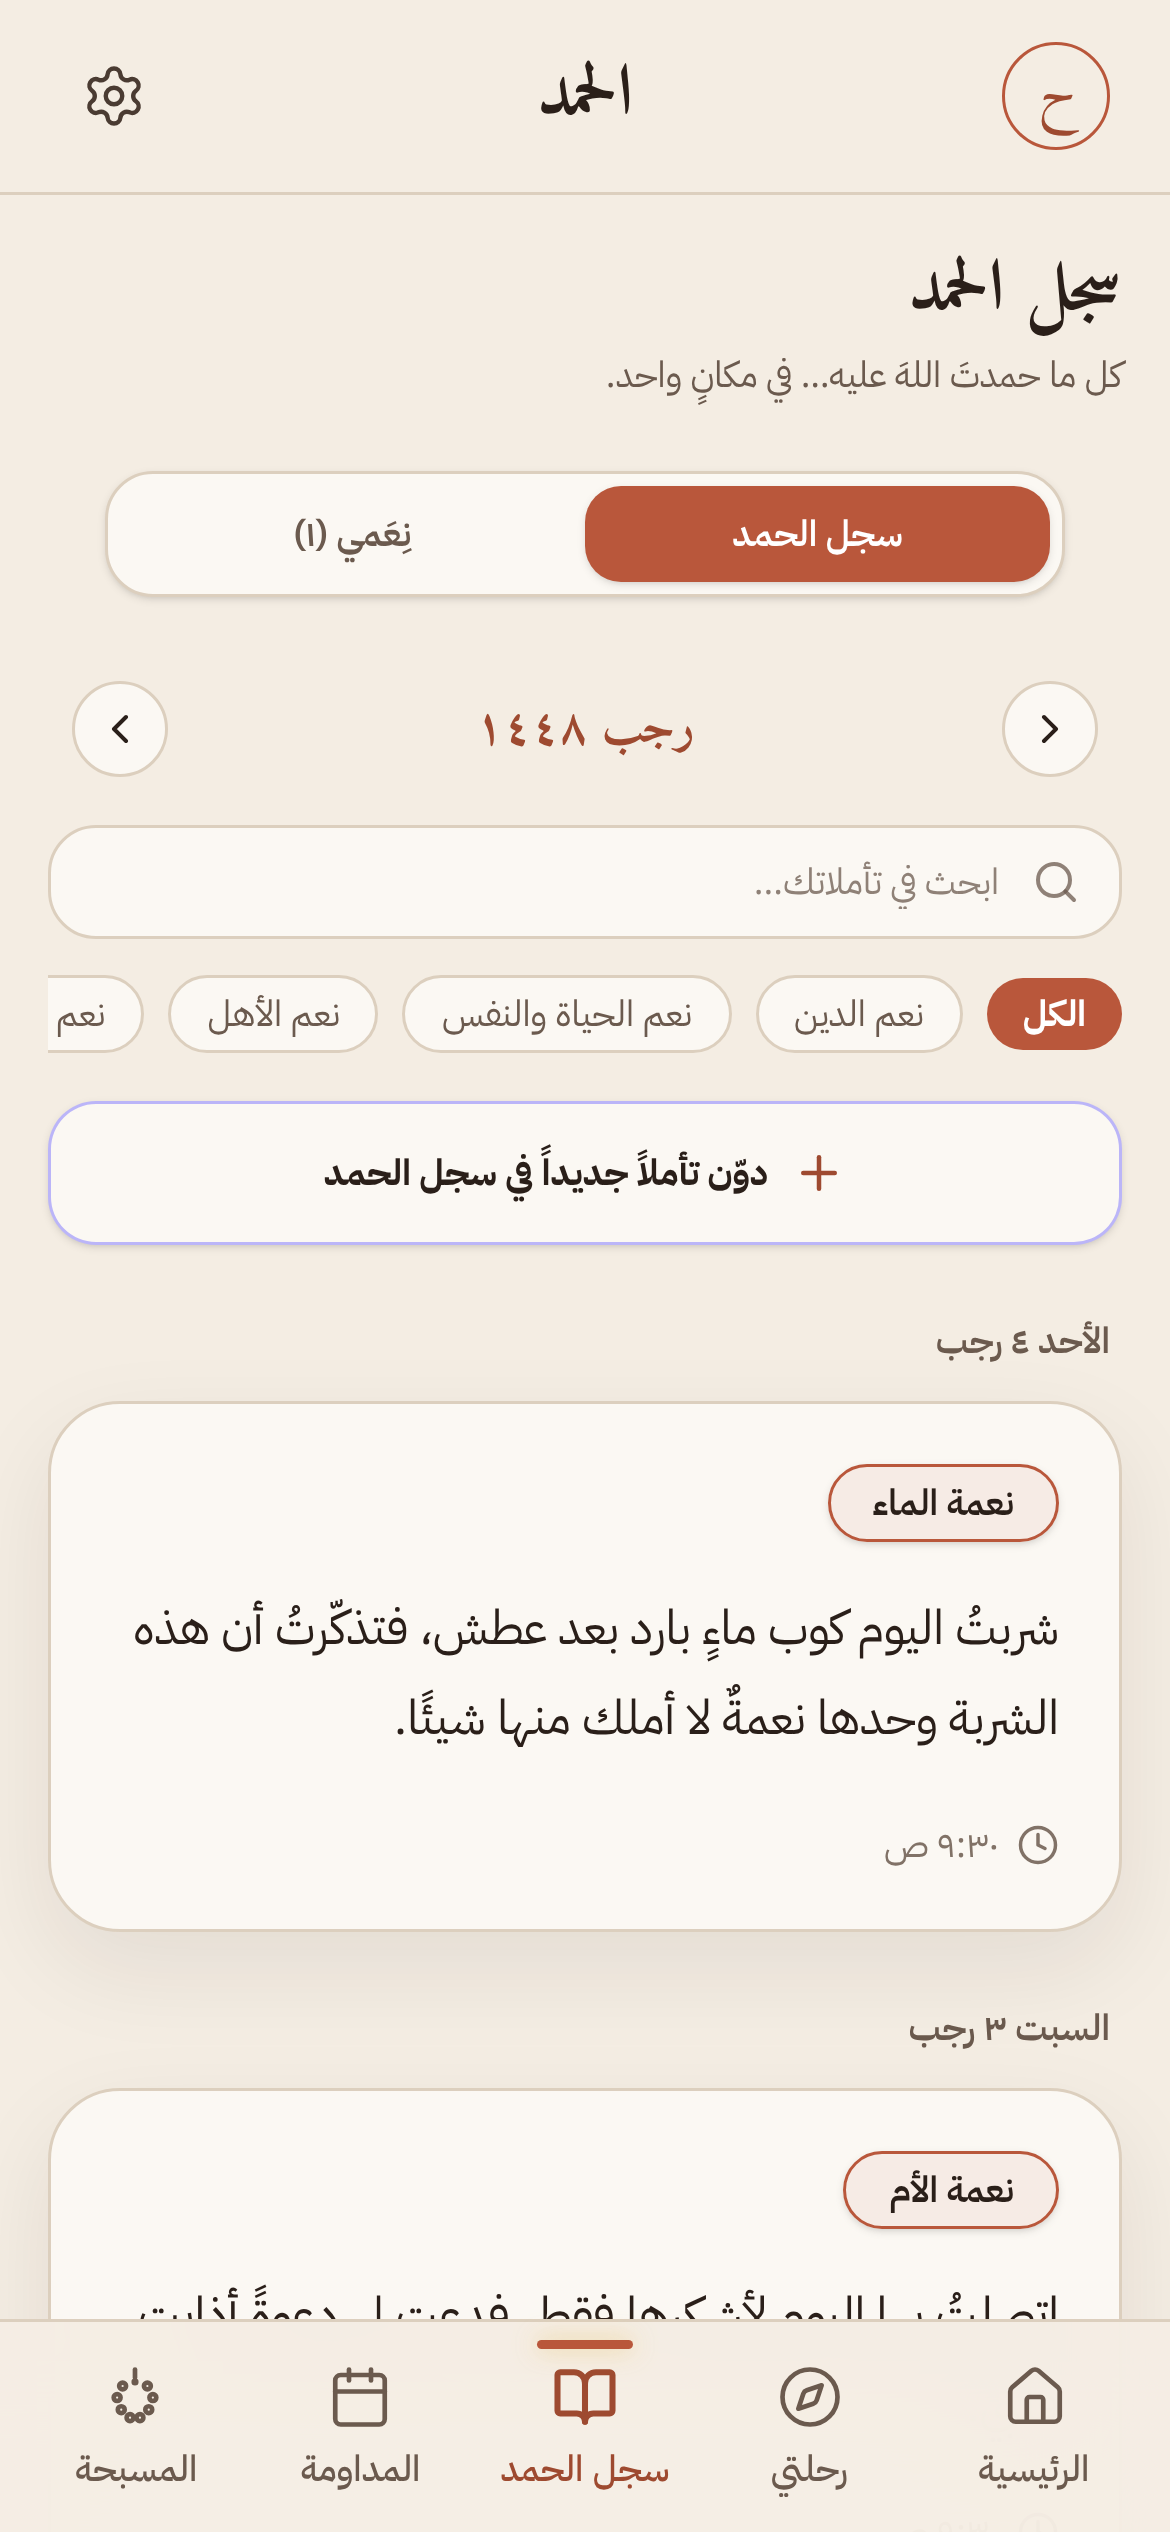 ح
الحمد
سجل الحمد
كل ما حمدتَ اللهَ عليه... في مكانٍ واحد.
سجل الحمد
نِعَمي (١)
رجب ١٤٤٨
ابحث في تأملاتك...
الكل
نعم الدين
نعم الحياة والنفس
نعم الأهل
نعم
دوّن تأملاً جديداً في سجل الحمد
الأحد ٤ رجب
نعمة الماء
شربتُ اليوم كوب ماءٍ بارد بعد عطش، فتذكّرتُ أن هذه
الشربة وحدها نعمةٌ لا أملك منها شيئًا.
٩:٣٠ ص
السبت ٣ رجب
نعمة الأم
الرئيسية
رحلتي
سجل الحمد
المداومة
المسبحة